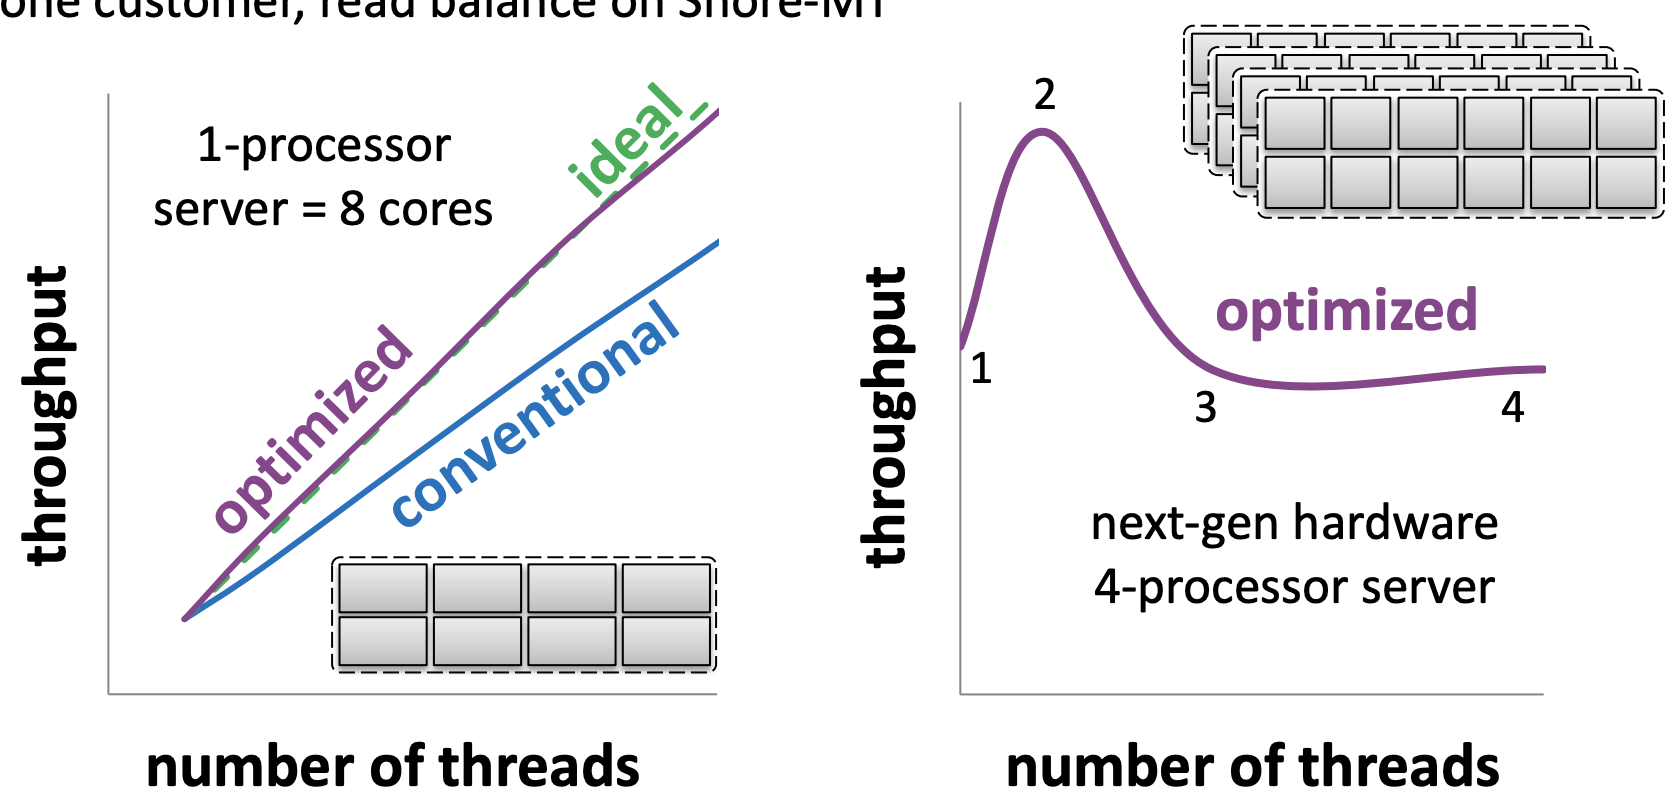 one customer, read balance on Shore-MT
1-processor
server = 8 cores
ideal
optimized
conventional
throughput
number of threads
2
1
optimized
3
4
next-gen hardware
4-processor server
throughput
number of threads